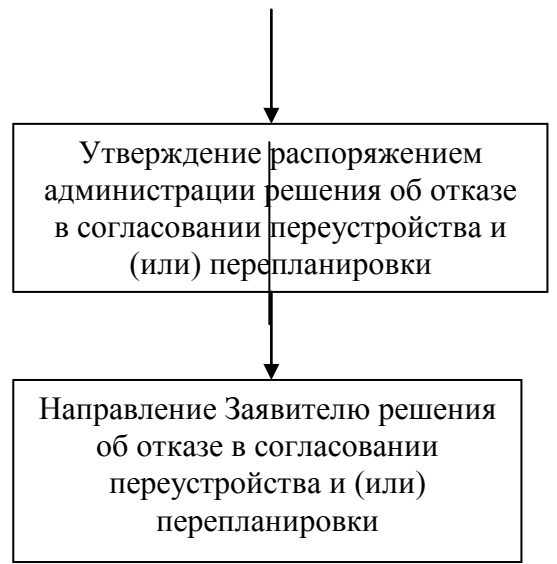 Утверждение распоряжением
администрации решения об отказе
в согласовании переустройства и
(или) перепланировки
Направление Заявителю решения
об отказе в согласовании
переустройства и (или)
перепланировки